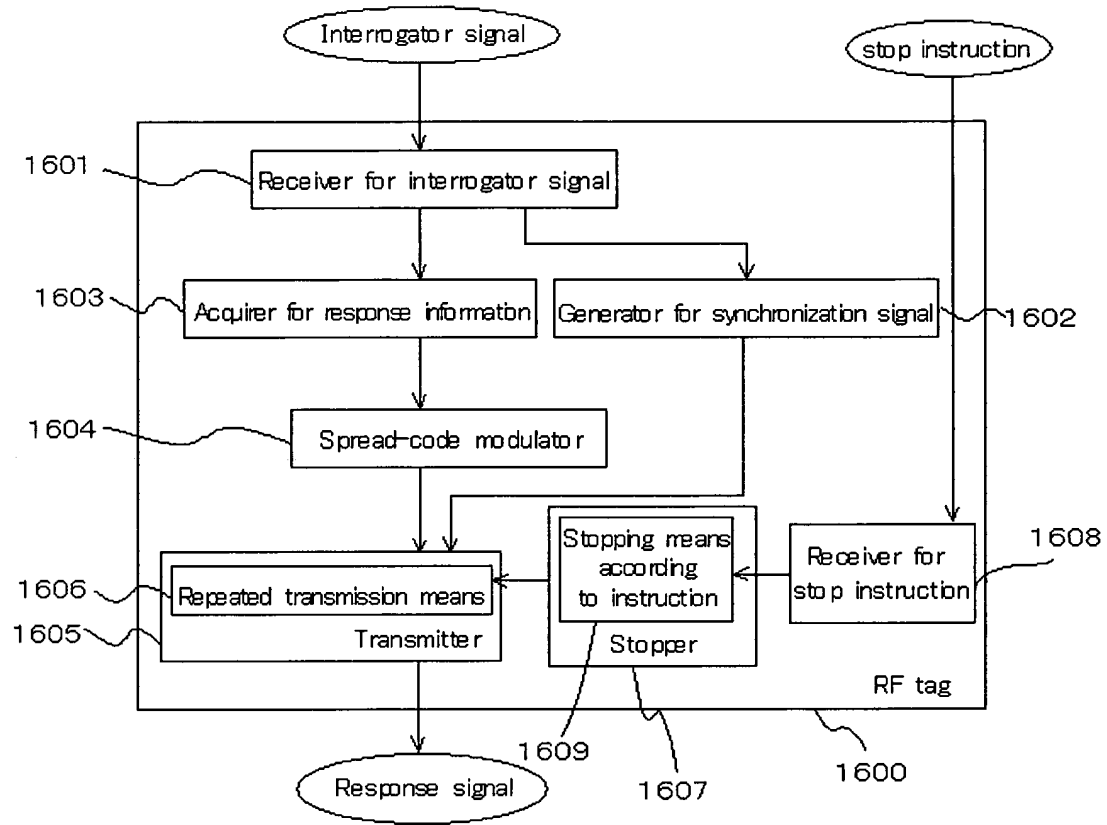 Interrogator signal
stop instruction
1601
Receiver for interrogator signal
1603
Acquirer for response information
Generator for synchronization signal
1602
1604
Spread-code modulator
Stopping means
according
to instruction
Receiver for
stop instruction
1608
1606
Repeated transmission means
1605
Transmitter
Stopper
RF tag
1609
1607
1600
Response signal